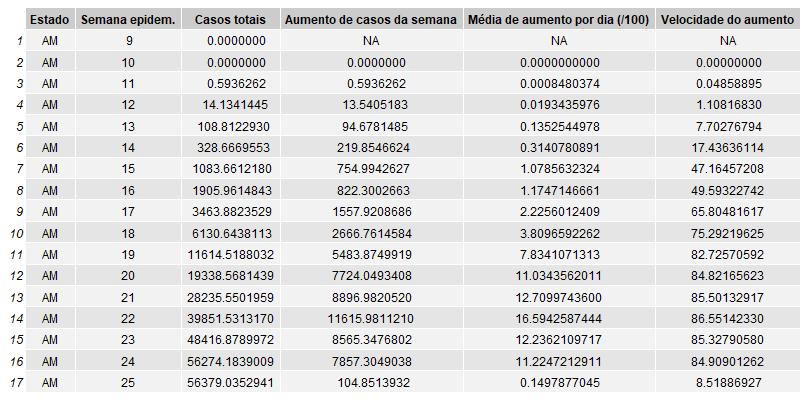 Estado Semana epidem. Casos totais Aumento de casos da semana Média de aumento por dia (/100) Velocidade do aumento
1 AM 9 0.0000000 NA NA NA
2 AM 10 0.0000000 0.0000000 0.0000000000 0.00000000
3 AM 11 0.5936262 0.5936262 0.0008480374 0.04858895
4 AM 12 14.1341445 13.5405183 0.0193435976 1.10816830
5 AM 13 108.8122930 94.6781485 0.1352544978 7.70276794
6 AM 14 328.6669553 219.8546624 0.3140780891 17.43636114
7 AM 15 1083.6612180 754.9942627 1.0785632324 47.16457208
8 AM 16 1905.9614843 822.3002663 1.1747146661 49.59322742
9 AM 17 3463.8823529 1557.9208686 2.2256012409 65.80481617
10 AM 18 6130.6438113 2666.7614584 3.8096592262 75.29219625
11 AM 19 11614.5188032 5483.8749919 7.8341071313 82.72570592
12 AM 20 19338.5681439 7724.0493408 11.0343562011 84.82165623
13 AM 21 28235.5501959 8896.9820520 12.7099743600 85.50132917
14 AM 22 39851.5313170 11615.9811210 16.5942587444 86.55142330
15 AM 23 48416.8789972 8565.3476802 12.2362109717 85.32790580
16 AM 24 56274.1839009 7857.3049038 11.2247212911 84.90901262
17 AM 25 56379.0352941 104.8513932 0.1497877045 8.51886927